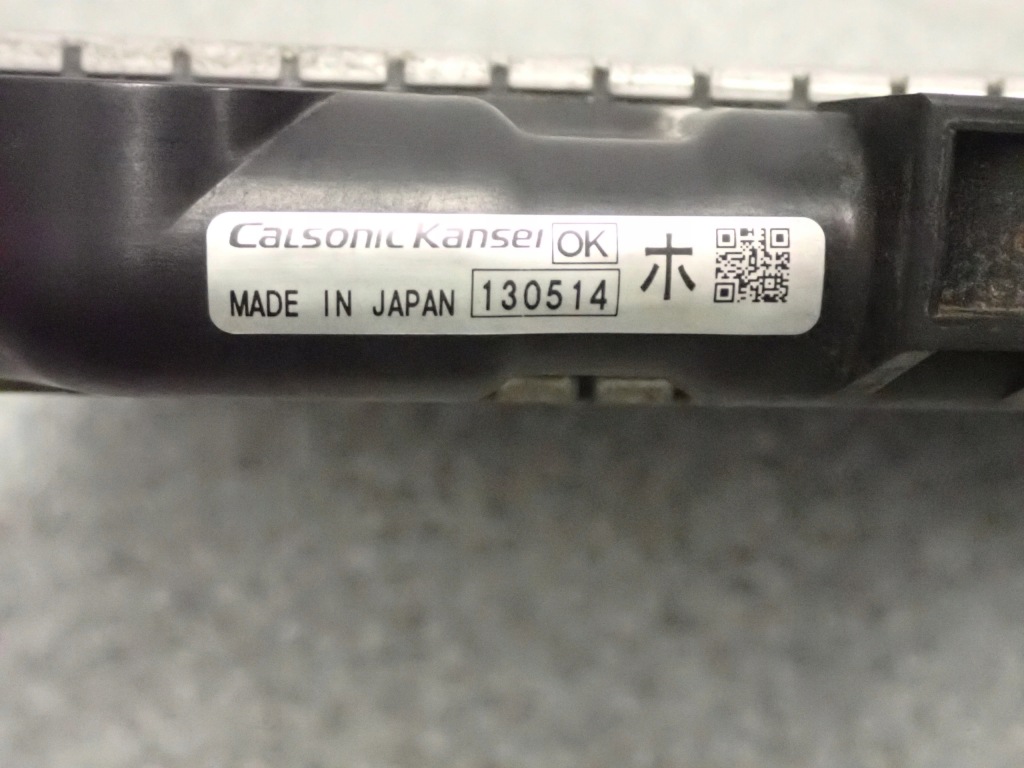 CALSONIC KANSEI OK
MADE IN JAPAN 130514
ホ